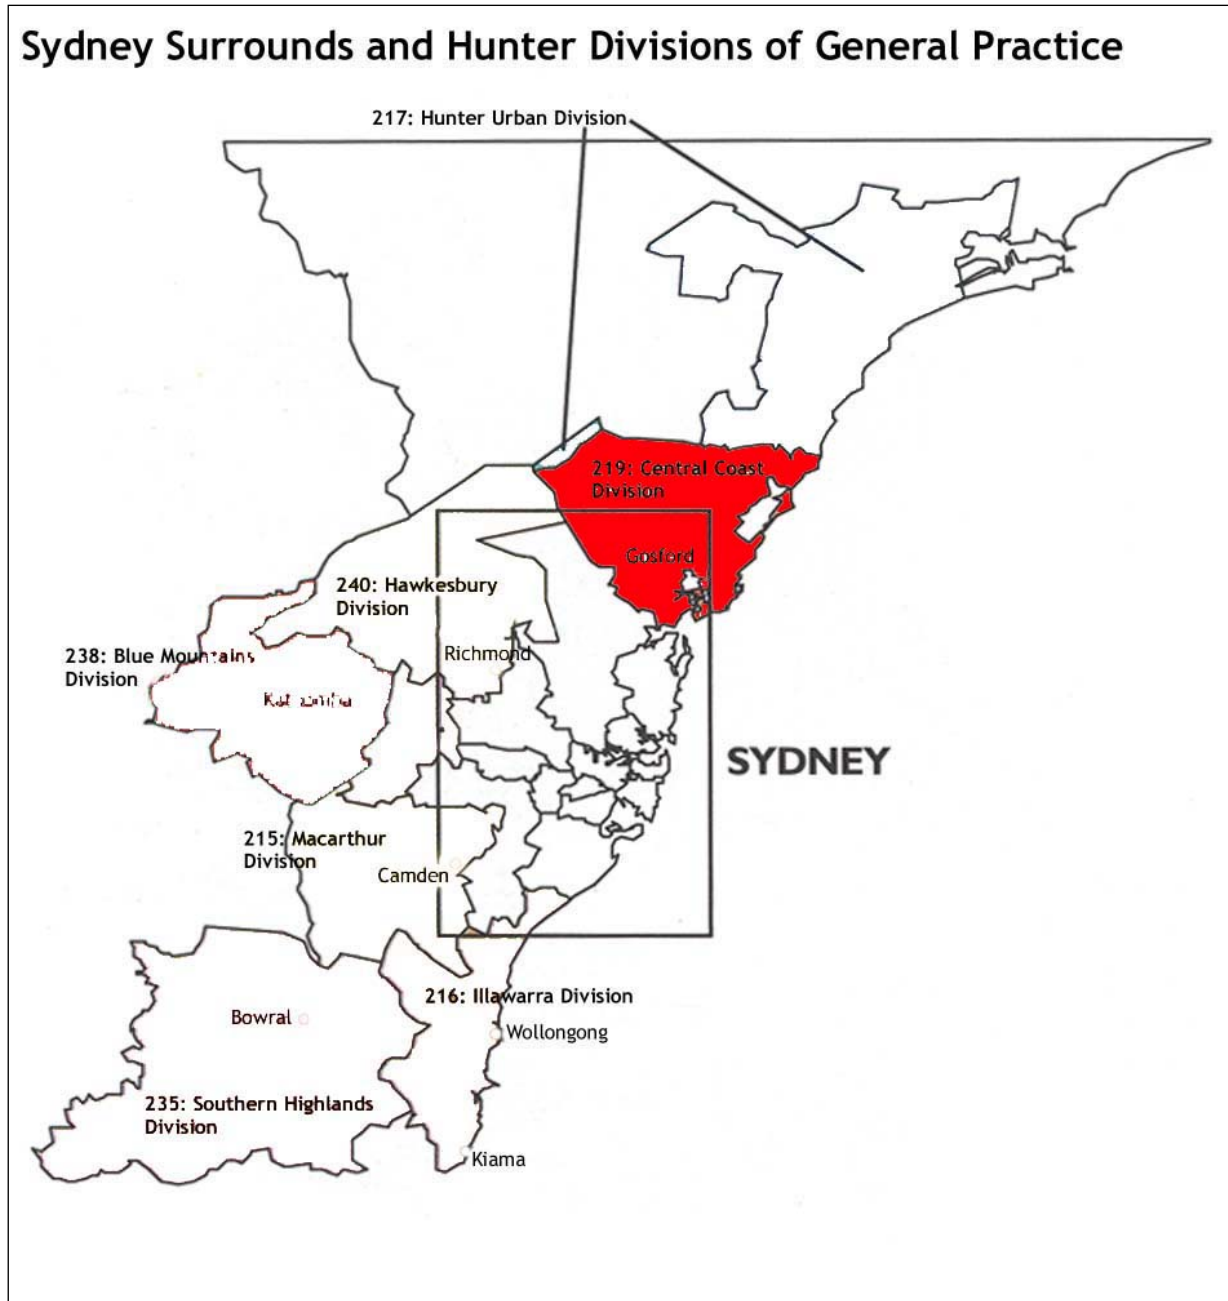 Sydney Surrounds and Hunter Divisions of General Practice
217: Hunter Urban Division
219: Central Coast
Division
Gosford
240: Hawkesbury
Division
Richmond
238: Blue Mountains
Division
SYDNEY
215: Macarthur
Division
Camden
216: Illawarra Division
Bowral
Wollongong
235: Southern Highlands
Division
Kiama